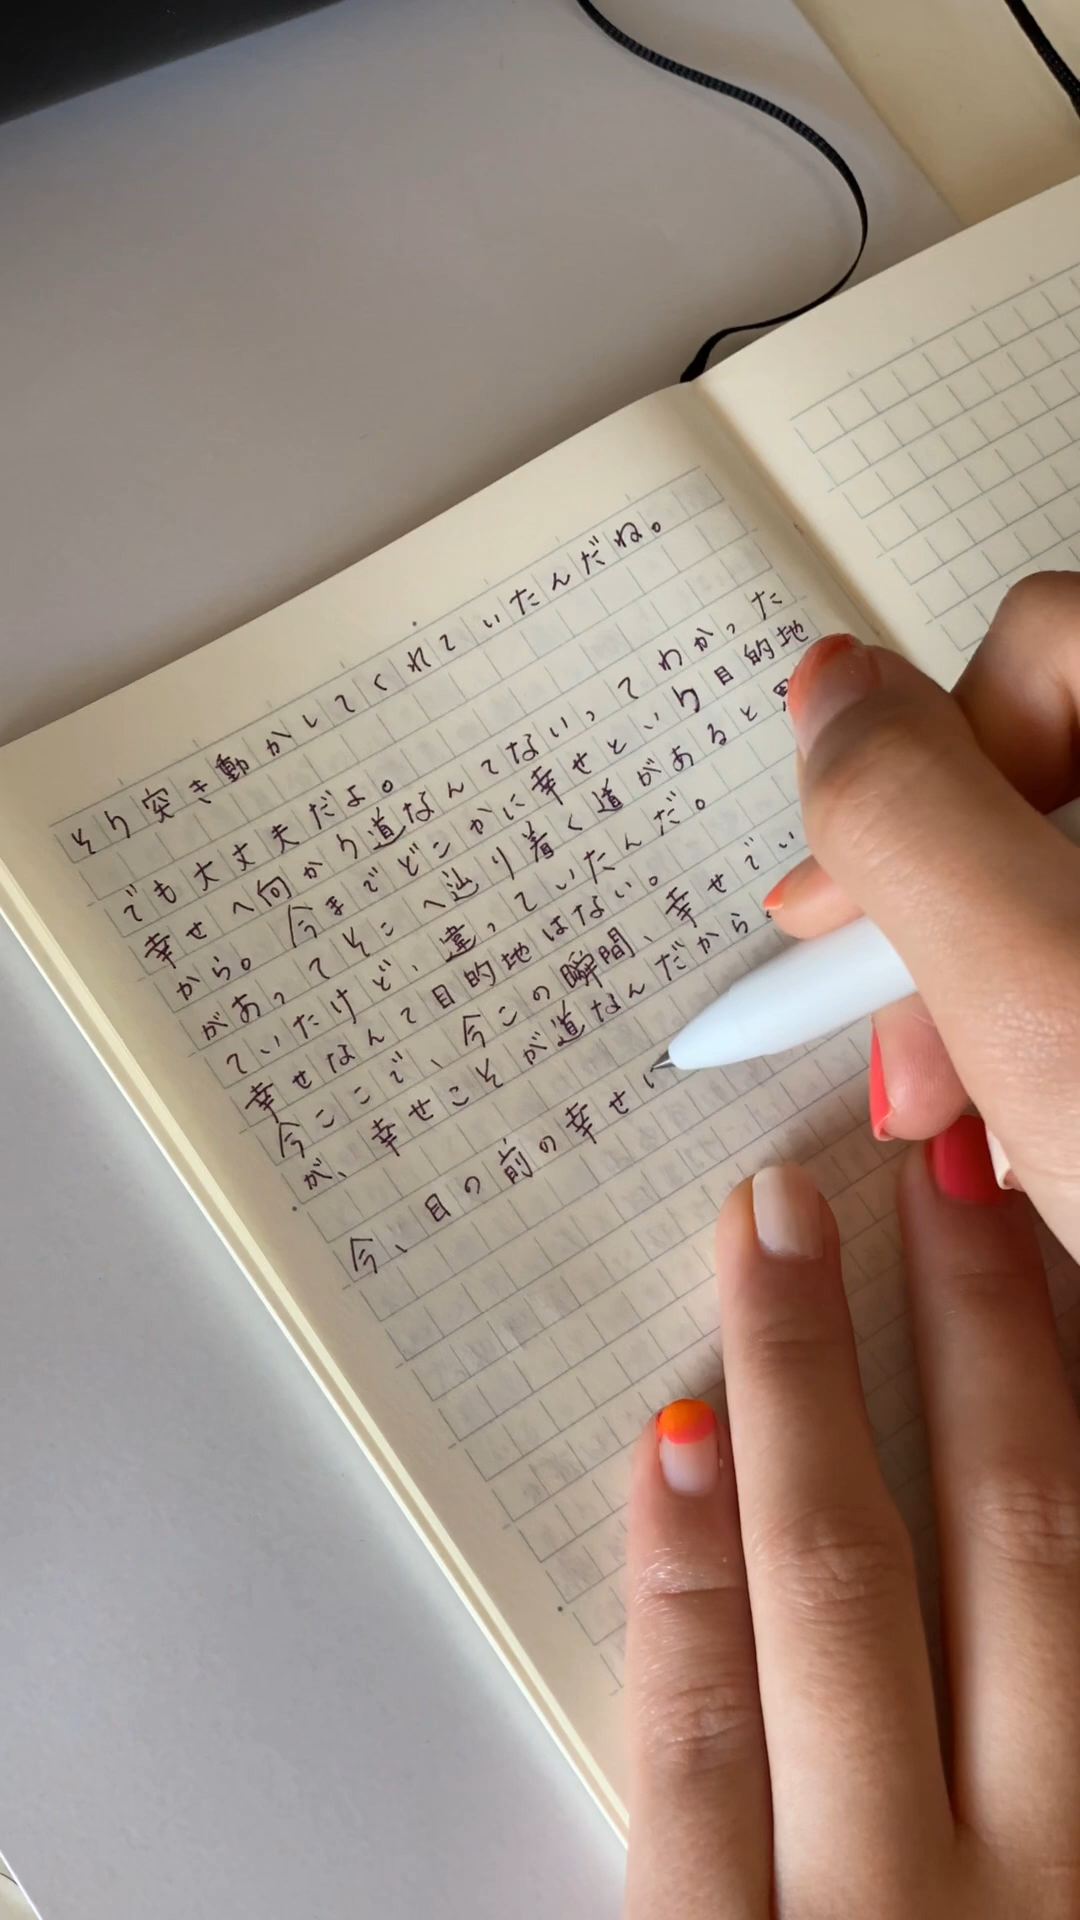 そう突き動かしてくれていたんだね。
でも大丈夫だよ。
幸せへ向かう道なんてないってわかった
から。今までどこかに幸せという目的地
があってそこへ辿り着く道があると思
ていたけど、違っていたんだ。
幸せなんて目的地はない。
今ここで、今この瞬間、幸せでい
が、幸せこそが道なんだから
今、目の前の幸せ